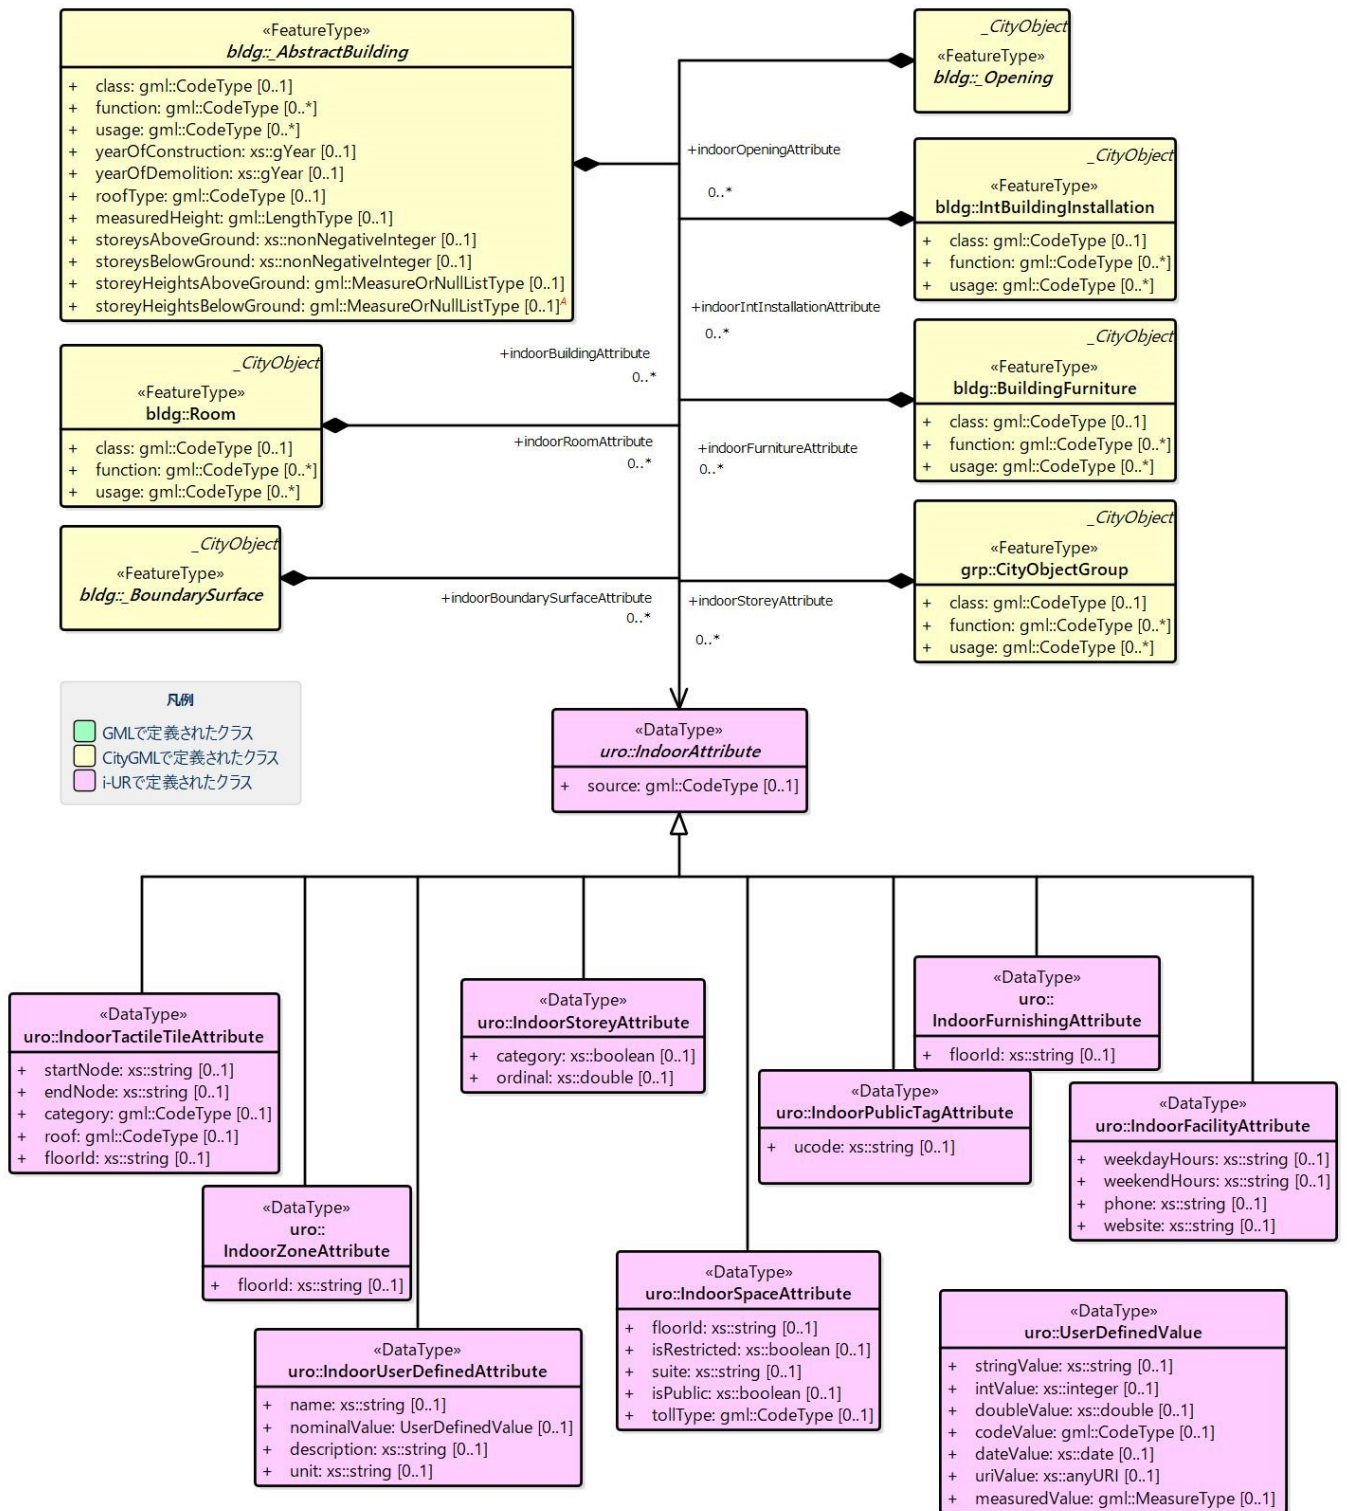 «FeatureType»
bldg::_AbstractBuilding
+ class: gml::CodeType [0..1]
+ function: gml::CodeType [0..*]
+ usage: gml::CodeType [0..*]
+ yearOfConstruction: xs::gYear [0..1]
+ yearOfDemolition: xs::gYear [0..1]
+ roofType: gml::CodeType [0..1]
+ measuredHeight: gml::LengthType [0..1]
+ storeysAboveGround: xs::nonNegativeInteger [0..1]
+ storeysBelowGround: xs::nonNegativeInteger [0..1]
+ storeyHeightsAboveGround: gml::MeasureOrNullListType [0..1]
+ storeyHeightsBelowGround: gml::MeasureOrNullListType [0..1]A
_CityObject
«FeatureType»
bldg::_Opening
+indoorOpeningAttribute
0..*
_CityObject
«FeatureType»
bldg::IntBuildingInstallation
+ class: gml::CodeType [0..1]
+ function: gml::CodeType [0..*]
+ usage: gml::CodeType [0..*]
+indoorIntInstallationAttribute
0..*
+indoorBuildingAttribute
0..*
_CityObject
«FeatureType»
bldg::Room
+ class: gml::CodeType [0..1]
+ function: gml::CodeType [0..*]
+ usage: gml::CodeType [0..*]
+indoorRoomAttribute
0..*
_CityObject
«FeatureType»
bldg::BuildingFurniture
+ class: gml::CodeType [0..1]
+ function: gml::CodeType [0..*]
+ usage: gml::CodeType [0..*]
+indoorFurnitureAttribute
0..*
_CityObject
«FeatureType»
bldg::_BoundarySurface
+indoorBoundarySurfaceAttribute
0..*
_CityObject
«FeatureType»
grp::CityObjectGroup
+ class: gml::CodeType [0..1]
+ function: gml::CodeType [0..*]
+ usage: gml::CodeType [0..*]
+indoorStoreyAttribute
0..*
凡例
GMLで定義されたクラス
CityGMLで定義されたクラス
i-URで定義されたクラス
«DataType»
uro::IndoorAttribute
+ source: gml::CodeType [0..1]
«DataType»
uro::IndoorTactileTileAttribute
+ startNode: xs::string [0..1]
+ endNode: xs::string [0..1]
+ category: gml::CodeType [0..1]
+ roof: gml::CodeType [0..1]
+ floorId: xs::string [0..1]
«DataType»
uro::
IndoorZoneAttribute
+ floorId: xs::string [0..1]
«DataType»
uro::IndoorUserDefinedAttribute
+ name: xs::string [0..1]
+ nominalValue: UserDefinedValue [0..1]
+ description: xs::string [0..1]
+ unit: xs::string [0..1]
«DataType»
uro::IndoorStoreyAttribute
+ category: xs::boolean [0..1]
+ ordinal: xs::double [0..1]
«DataType»
uro::IndoorSpaceAttribute
+ floorId: xs::string [0..1]
+ isRestricted: xs::boolean [0..1]
+ suite: xs::string [0..1]
+ isPublic: xs::boolean [0..1]
+ tollType: gml::CodeType [0..1]
«DataType»
uro::IndoorPublicTagAttribute
+ ucode: xs::string [0..1]
«DataType»
uro::
IndoorFurnishingAttribute
+ floorId: xs::string [0..1]
«DataType»
uro::IndoorFacilityAttribute
+ weekdayHours: xs::string [0..1]
+ weekendHours: xs::string [0..1]
+ phone: xs::string [0..1]
+ website: xs::string [0..1]
«DataType»
uro::UserDefinedValue
+ stringValue: xs::string [0..1]
+ intValue: xs::integer [0..1]
+ doubleValue: xs::double [0..1]
+ codeValue: gml::CodeType [0..1]
+ dateValue: xs::date [0..1]
+ uriValue: xs::anyURI [0..1]
+ measuredValue: gml::MeasureType [0..1]